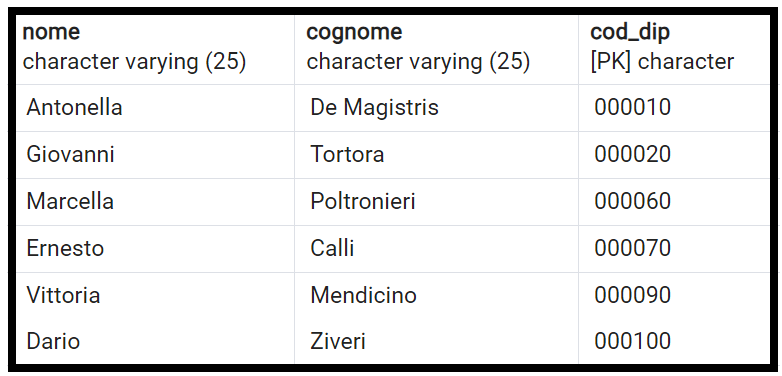 nome cognome cod_dip
character varying (25) character varying (25) [PK] character
Antonella De Magistris 000010
Giovanni Tortora 000020
Marcella Poltronieri 000060
Ernesto Calli 000070
Vittoria Mendicino 000090
Dario Ziveri 000100